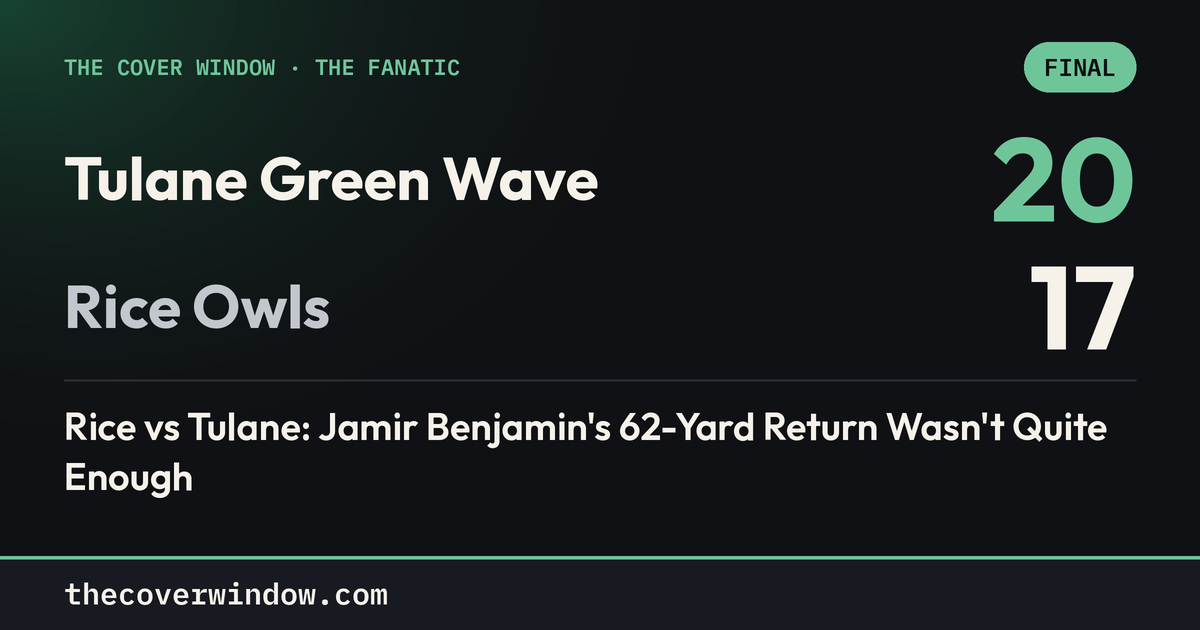 THE COVER WINDOW · THE FANATIC
FINAL
Tulane Green Wave
20
Rice Owls
17
Rice vs Tulane: Jamir Benjamin's 62-Yard Return Wasn't Quite
Enough
thecoverwindow.com